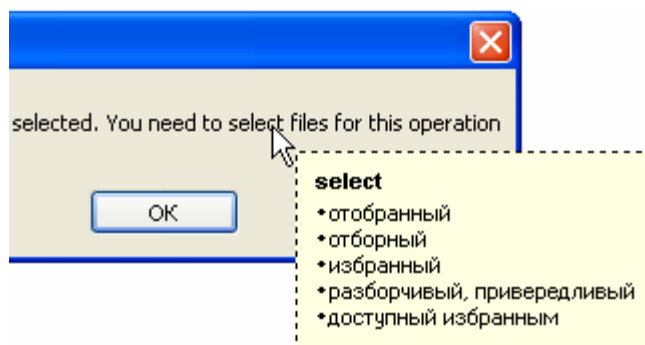 selected. You need to select files for this operation
OK
select
•отобранный
•отборный
•избранный
•разборчивый, привередливый
•доступный избранным